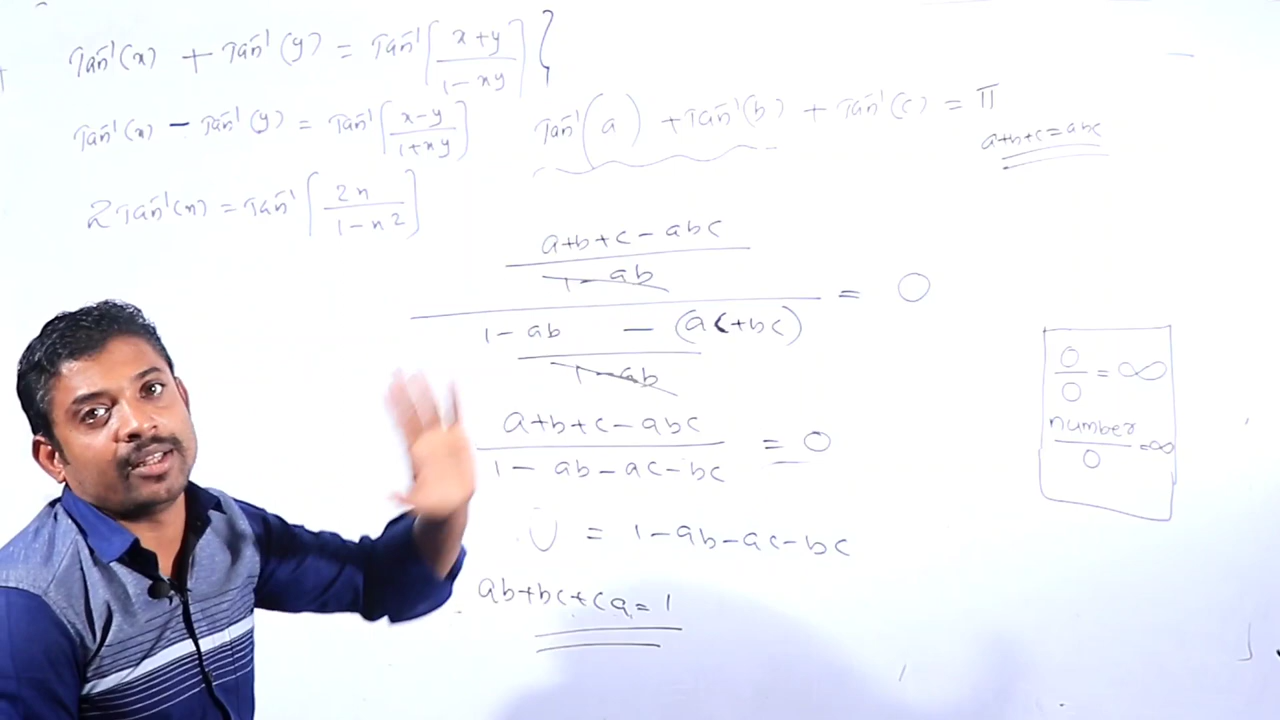 Tan⁻¹(x) + Tan⁻¹(y) = Tan⁻¹[x+y / 1-xy] }
Tan⁻¹(x) - Tan⁻¹(y) = Tan⁻¹[x-y / 1+xy]
2Tan⁻¹(n) = Tan⁻¹[2n / 1-n2]
Tan⁻¹(a) + Tan⁻¹(b) + Tan⁻¹(c) = π
a+b+c=abc
a+b+c-abc
1-ab
= 0
1-ab - (ac+bc)
1-ab
a+b+c-abc
= 0
1-ab-ac-bc
= 1-ab-ac-bc
ab+bc+ca=1
0/0 = ∞
number/0 = ∞